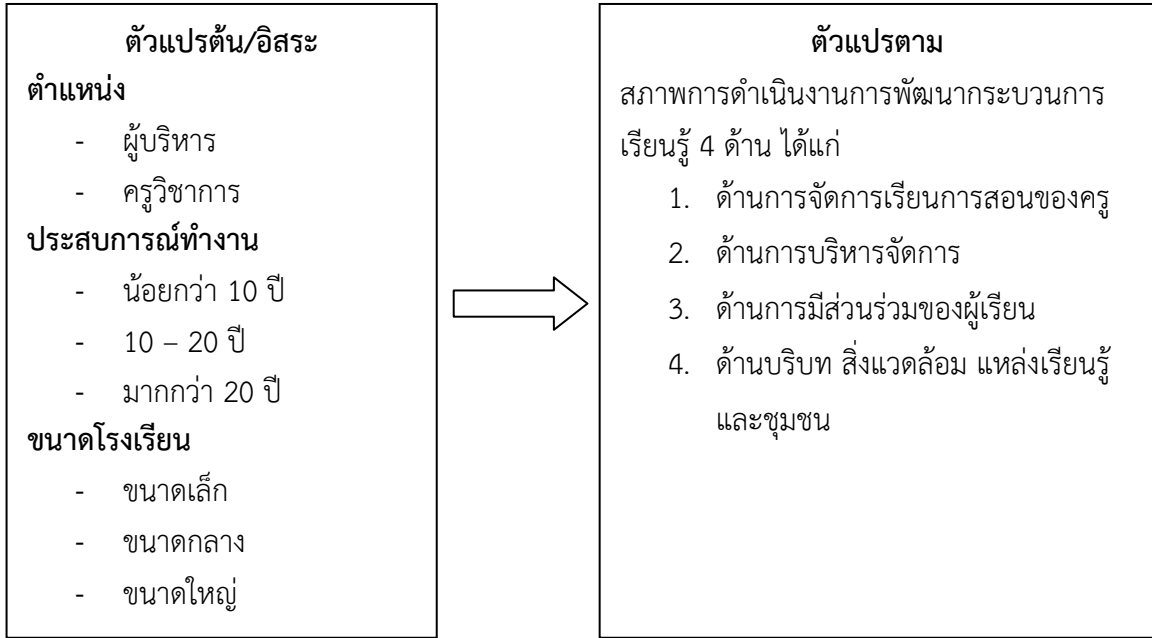 ตัวแปรต้น/อิสระ
ตำแหน่ง
- ผู้บริหาร
- ครูวิชาการ
ประสบการณ์ทำงาน
- น้อยกว่า 10 ปี
- 10 – 20 ปี
- มากกว่า 20 ปี
ขนาดโรงเรียน
- ขนาดเล็ก
- ขนาดกลาง
- ขนาดใหญ่
ตัวแปรตาม
สภาพการดำเนินงานการพัฒนากระบวนการ
เรียนรู้ 4 ด้าน ได้แก่
1. ด้านการจัดการเรียนการสอนของครู
2. ด้านการบริหารจัดการ
3. ด้านการมีส่วนร่วมของผู้เรียน
4. ด้านบริบท สิ่งแวดล้อม แหล่งเรียนรู้
และชุมชน